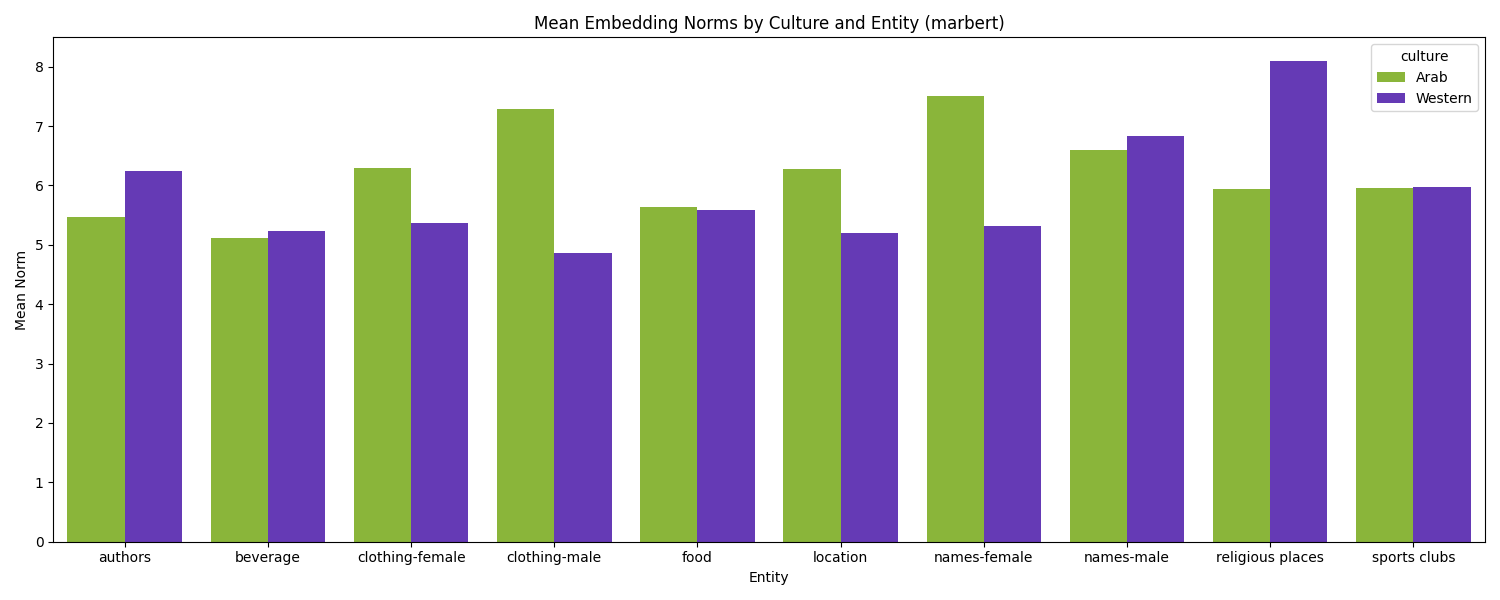 Mean Embedding Norms by Culture and Entity (marbert)
culture
Arab
Western
Mean Norm
8
7
6
5
4
3
2
1
0
authors beverage clothing-female clothing-male food location names-female names-male religious places sports clubs
Entity